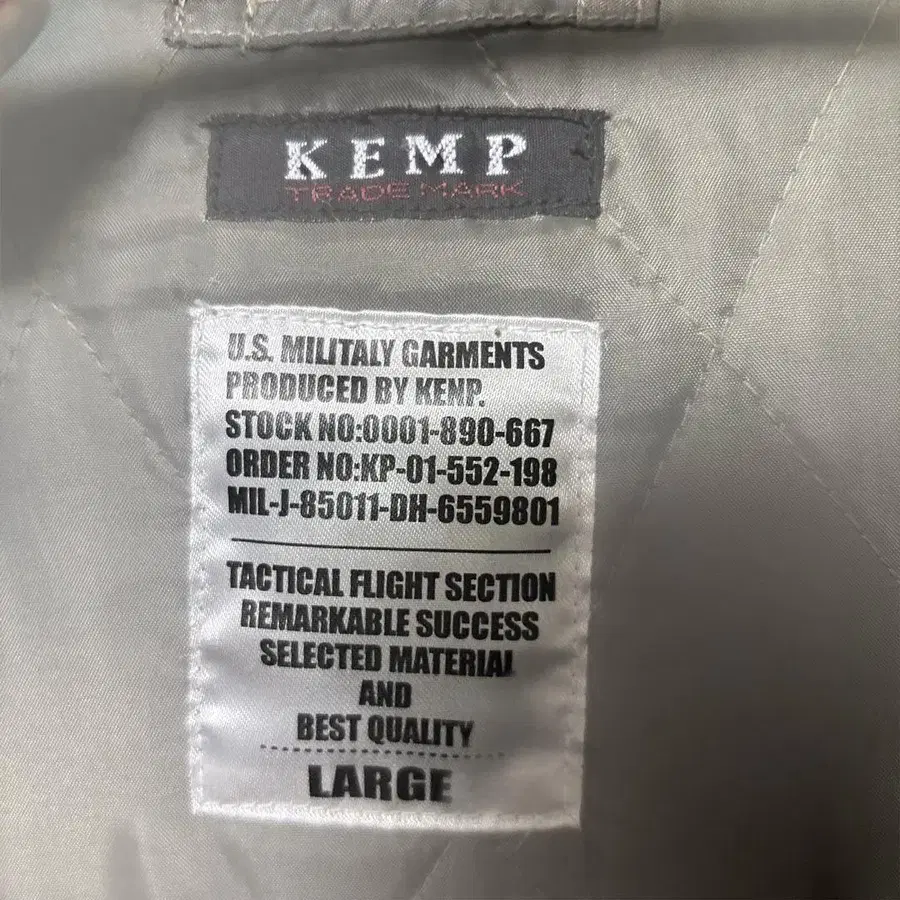 KEMP
TRADE MARK
U.S. MILITALY GARMENTS
PRODUCED BY KENP.
STOCK NO:0001-890-667
ORDER NO:KP-01-552-198
MIL-J-85011-DH-6559801
TACTICAL FLIGHT SECTION
REMARKABLE SUCCESS
SELECTED MATERIAL
AND
BEST QUALITY
LARGE